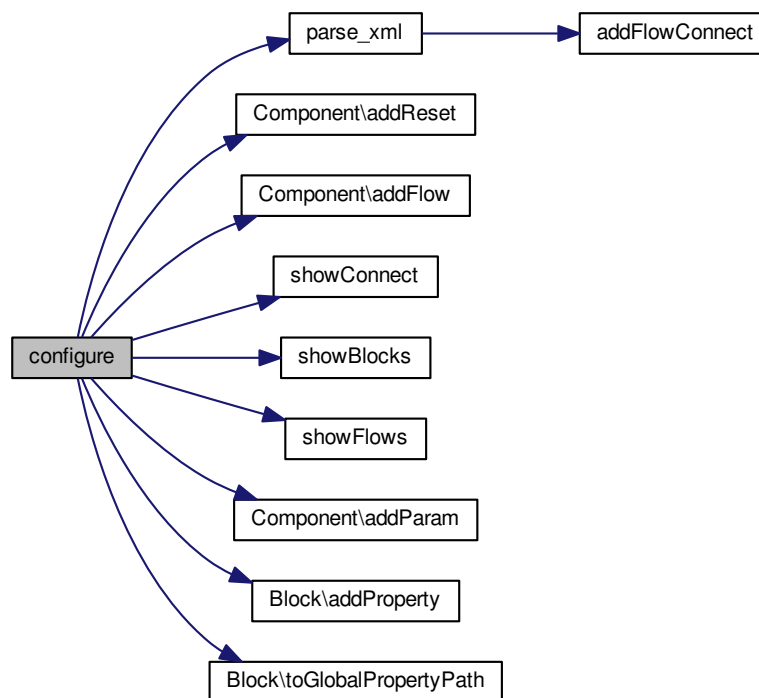 parse_xml
addFlowConnect
Component\addReset
Component\addFlow
showConnect
configure
showBlocks
showFlows
Component\addParam
Block\addProperty
Block\toGlobalPropertyPath